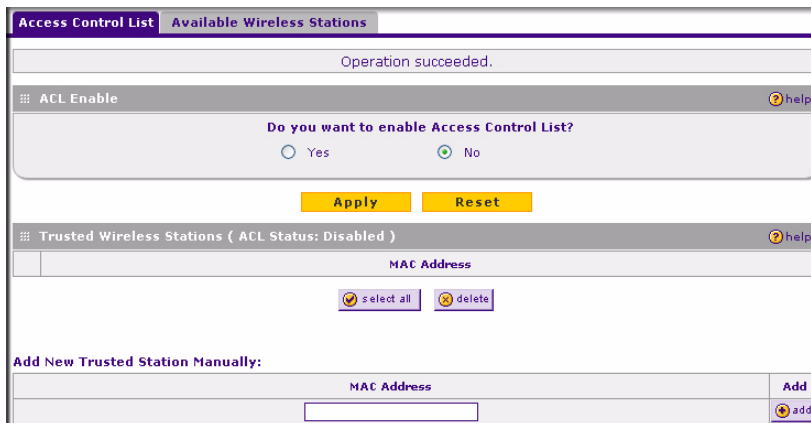 Access Control List Available Wireless Stations
Operation succeeded.
ACL Enable help
Do you want to enable Access Control List?
Yes No
Apply Reset
Trusted Wireless Stations ( ACL Status: Disabled ) help
MAC Address
select all delete
Add New Trusted Station Manually:
MAC Address Add
add